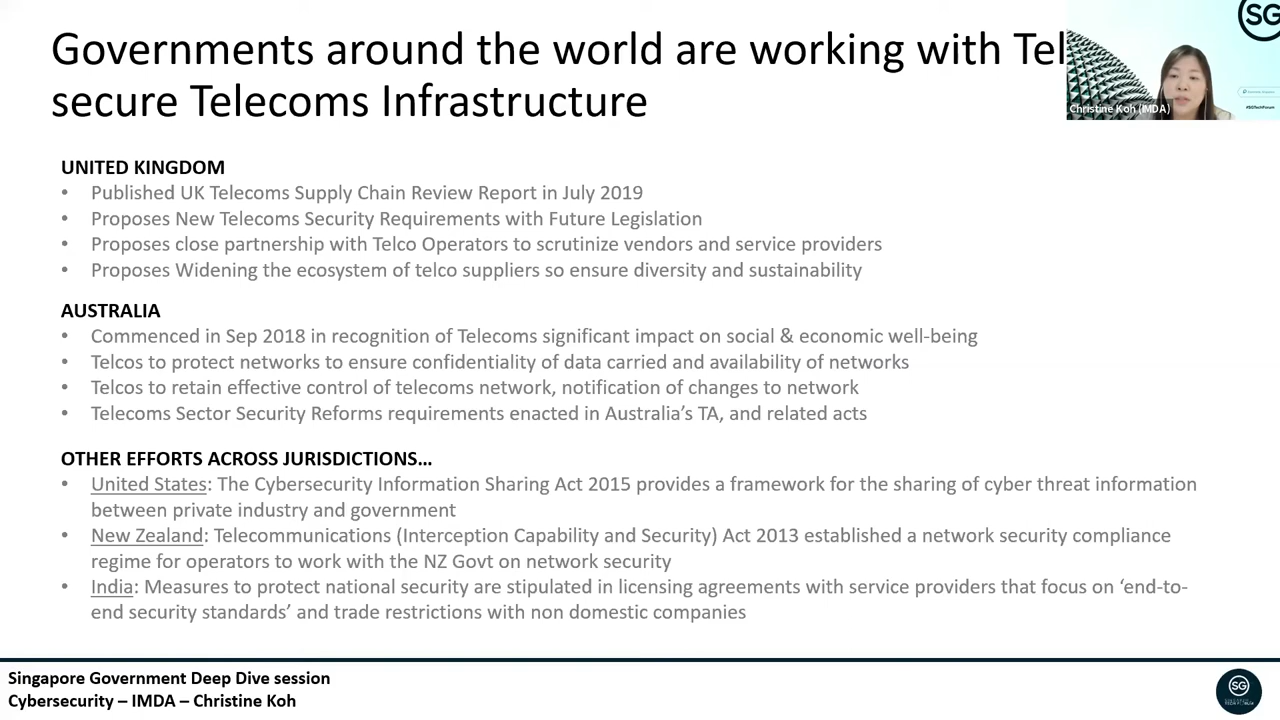 Governments around the world are working with Tel
secure Telecoms Infrastructure
SG
Christine Koh (IMDA)
#SGTechForum
UNITED KINGDOM
• Published UK Telecoms Supply Chain Review Report in July 2019
• Proposes New Telecoms Security Requirements with Future Legislation
• Proposes close partnership with Telco Operators to scrutinize vendors and service providers
• Proposes Widening the ecosystem of telco suppliers so ensure diversity and sustainability
AUSTRALIA
• Commenced in Sep 2018 in recognition of Telecoms significant impact on social & economic well-being
• Telcos to protect networks to ensure confidentiality of data carried and availability of networks
• Telcos to retain effective control of telecoms network, notification of changes to network
• Telecoms Sector Security Reforms requirements enacted in Australia's TA, and related acts
OTHER EFFORTS ACROSS JURISDICTIONS...
• United States: The Cybersecurity Information Sharing Act 2015 provides a framework for the sharing of cyber threat information
between private industry and government
• New Zealand: Telecommunications (Interception Capability and Security) Act 2013 established a network security compliance
regime for operators to work with the NZ Govt on network security
• India: Measures to protect national security are stipulated in licensing agreements with service providers that focus on 'end-to-
end security standards' and trade restrictions with non domestic companies
Singapore Government Deep Dive session
Cybersecurity – IMDA – Christine Koh
SG